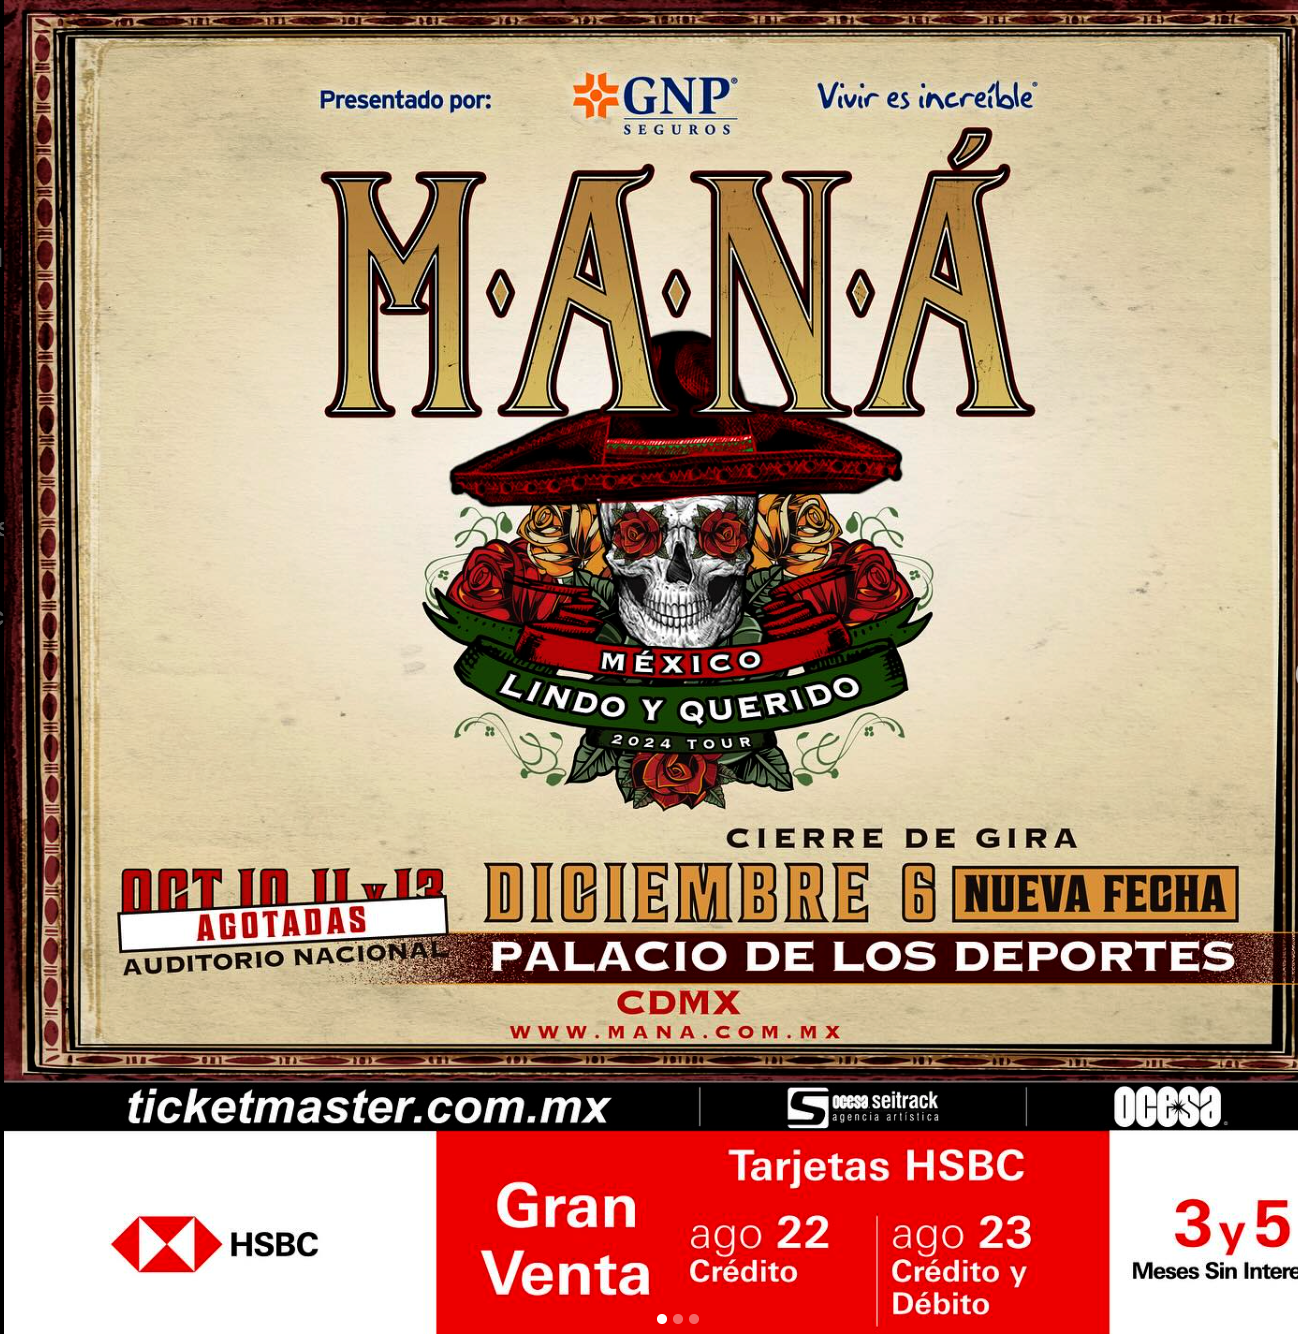 Presentado por:
GNP
SEGUROS
Vivir es increíble
M·A·N·Á
MÉXICO
LINDO Y QUERIDO
2024 TOUR
CIERRE DE GIRA
OCT 10 11 y 13
AGOTADAS
AUDITORIO NACIONAL
DICIEMBRE 6 NUEVA FECHA
PALACIO DE LOS DEPORTES
CDMX
WWW.MANA.COM.MX
ticketmaster.com.mx
ocesa seitrack
agencia artística
OCESA
HSBC
Gran
Venta
Tarjetas HSBC
ago 22
Crédito
ago 23
Crédito y
Débito
3 y 5
Meses Sin Intere